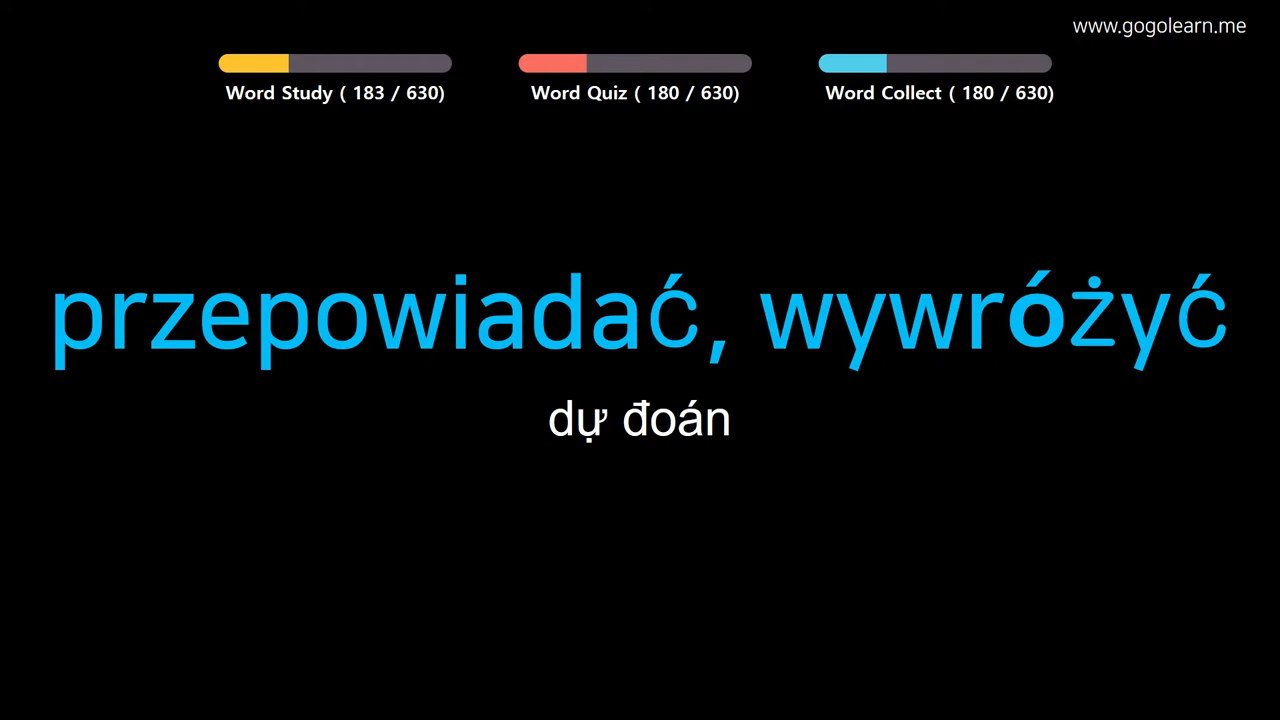 www.gogolearn.me
Word Study ( 183 / 630)
Word Quiz ( 180 / 630)
Word Collect ( 180 / 630)
przepowiadać, wywróżyć
dự đoán